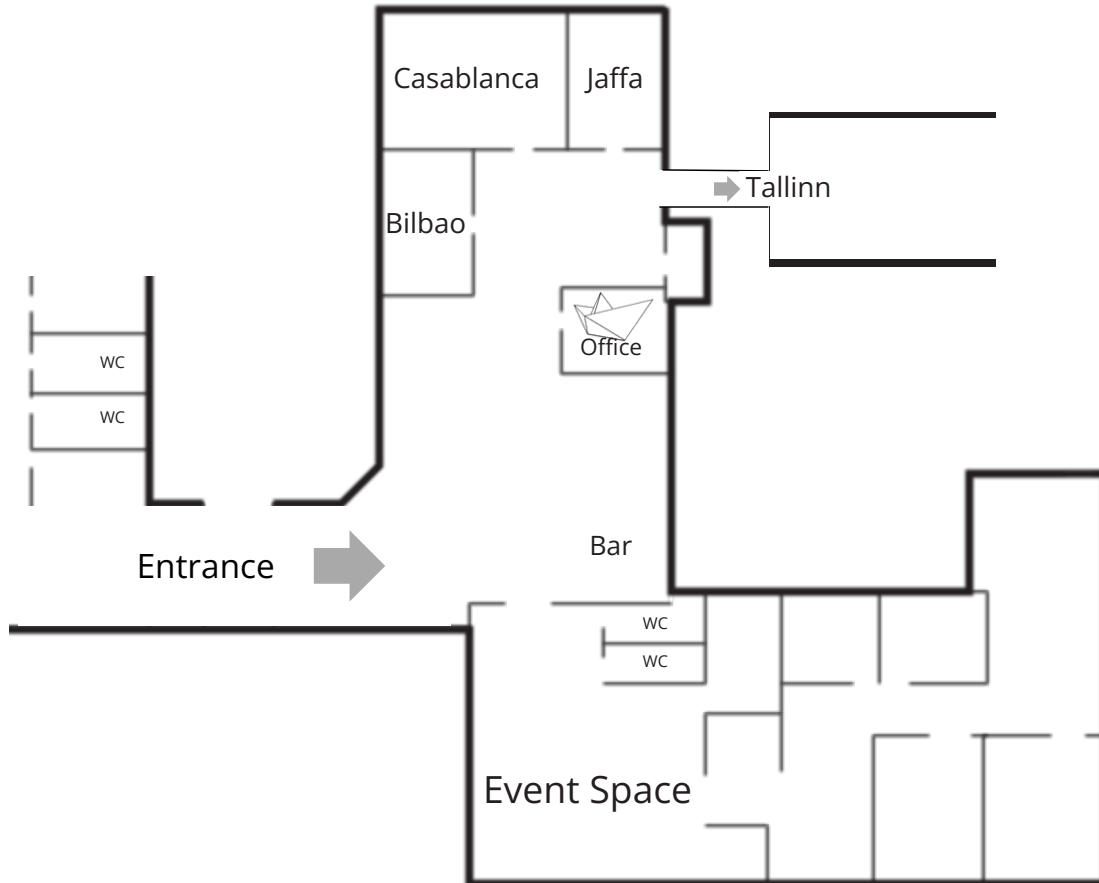 Casablanca
Jaffa
Tallinn
Bilbao
Office
WC
WC
Bar
Entrance
WC
WC
Event Space